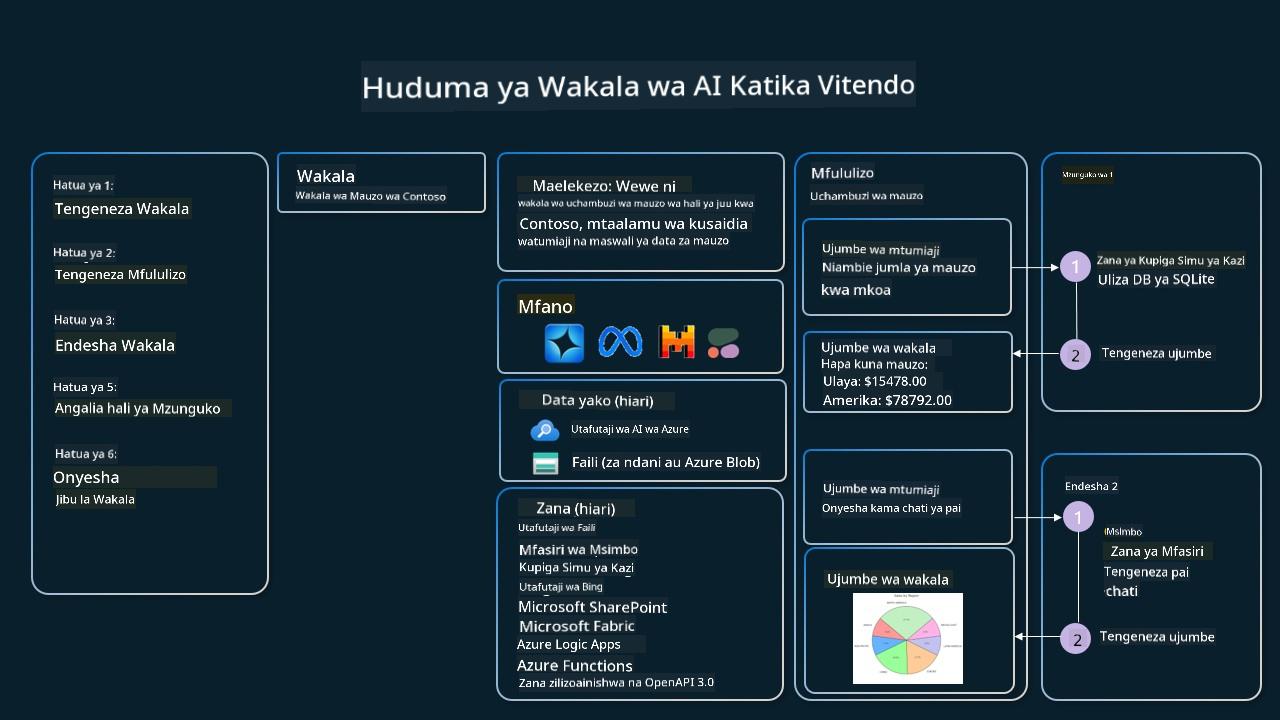 Huduma ya Wakala wa AI Katika Vitendo
Hatua ya 1:
Tengeneza Wakala
Hatua ya 2:
Tengeneza Mfululizo
Hatua ya 3:
Endesha Wakala
Hatua ya 5:
Angalia hali ya Mzunguko
Hatua ya 6:
Onyesha
Jibu la Wakala
Wakala
Wakala wa Mauzo wa Contoso
Maelekezo: Wewe ni
wakala wa uchambuzi wa mauzo wa hali ya juu kwa
Contoso, mtaalamu wa kusaidia
watumiaji na maswali ya data za mauzo
Mfano
Data yako (hiari)
Utafutaji wa AI wa Azure
Faili (za ndani au Azure Blob)
Zana (hiari)
Utafutaji wa Faili
Mfasiri wa Msimbo
Kupiga Simu ya Kazi
Utafutaji wa Bing
Microsoft SharePoint
Microsoft Fabric
Azure Logic Apps
Azure Functions
Zana zilizoainishwa na OpenAPI 3.0
Mfululizo
Uchambuzi wa mauzo
Ujumbe wa mtumiaji
Niambie jumla ya mauzo
kwa mkoa
Ujumbe wa wakala
Hapa kuna mauzo:
Ulaya: $15478.00
Amerika: $78792.00
Ujumbe wa mtumiaji
Onyesha kama chati ya pai
Ujumbe wa wakala
Mzunguko wa 1
1
Zana ya Kupiga Simu ya Kazi
Uliza DB ya SQLite
2
Tengeneza ujumbe
Endesha 2
1
(Msimbo
Zana ya Mfasiri
Tengeneza pai
chati
2
Tengeneza ujumbe